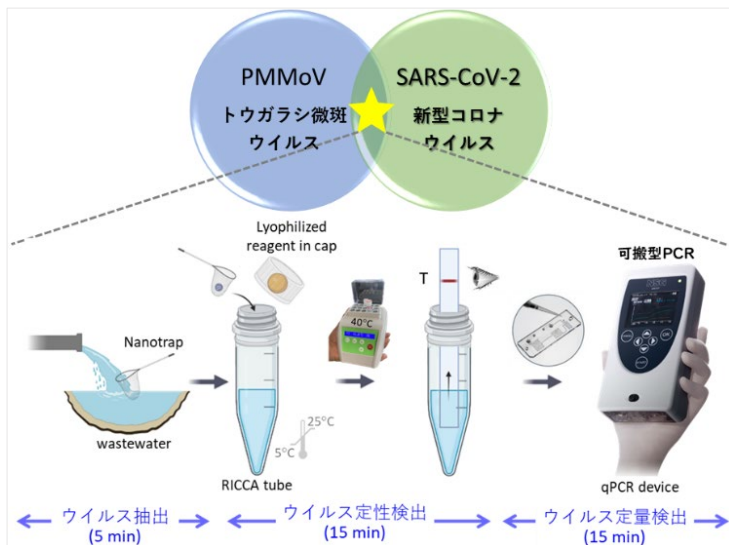 PMMoV
トウガラシ微斑
ウイルス
SARS-CoV-2
新型コロナ
ウイルス
Lyophilized
reagent in cap
可搬型PCR
T
40°C
Nanotrap
25°C
5°C
wastewater
RICCA tube
qPCR device
ウイルス抽出
(5 min)
ウイルス定性検出
(15 min)
ウイルス定量検出
(15 min)